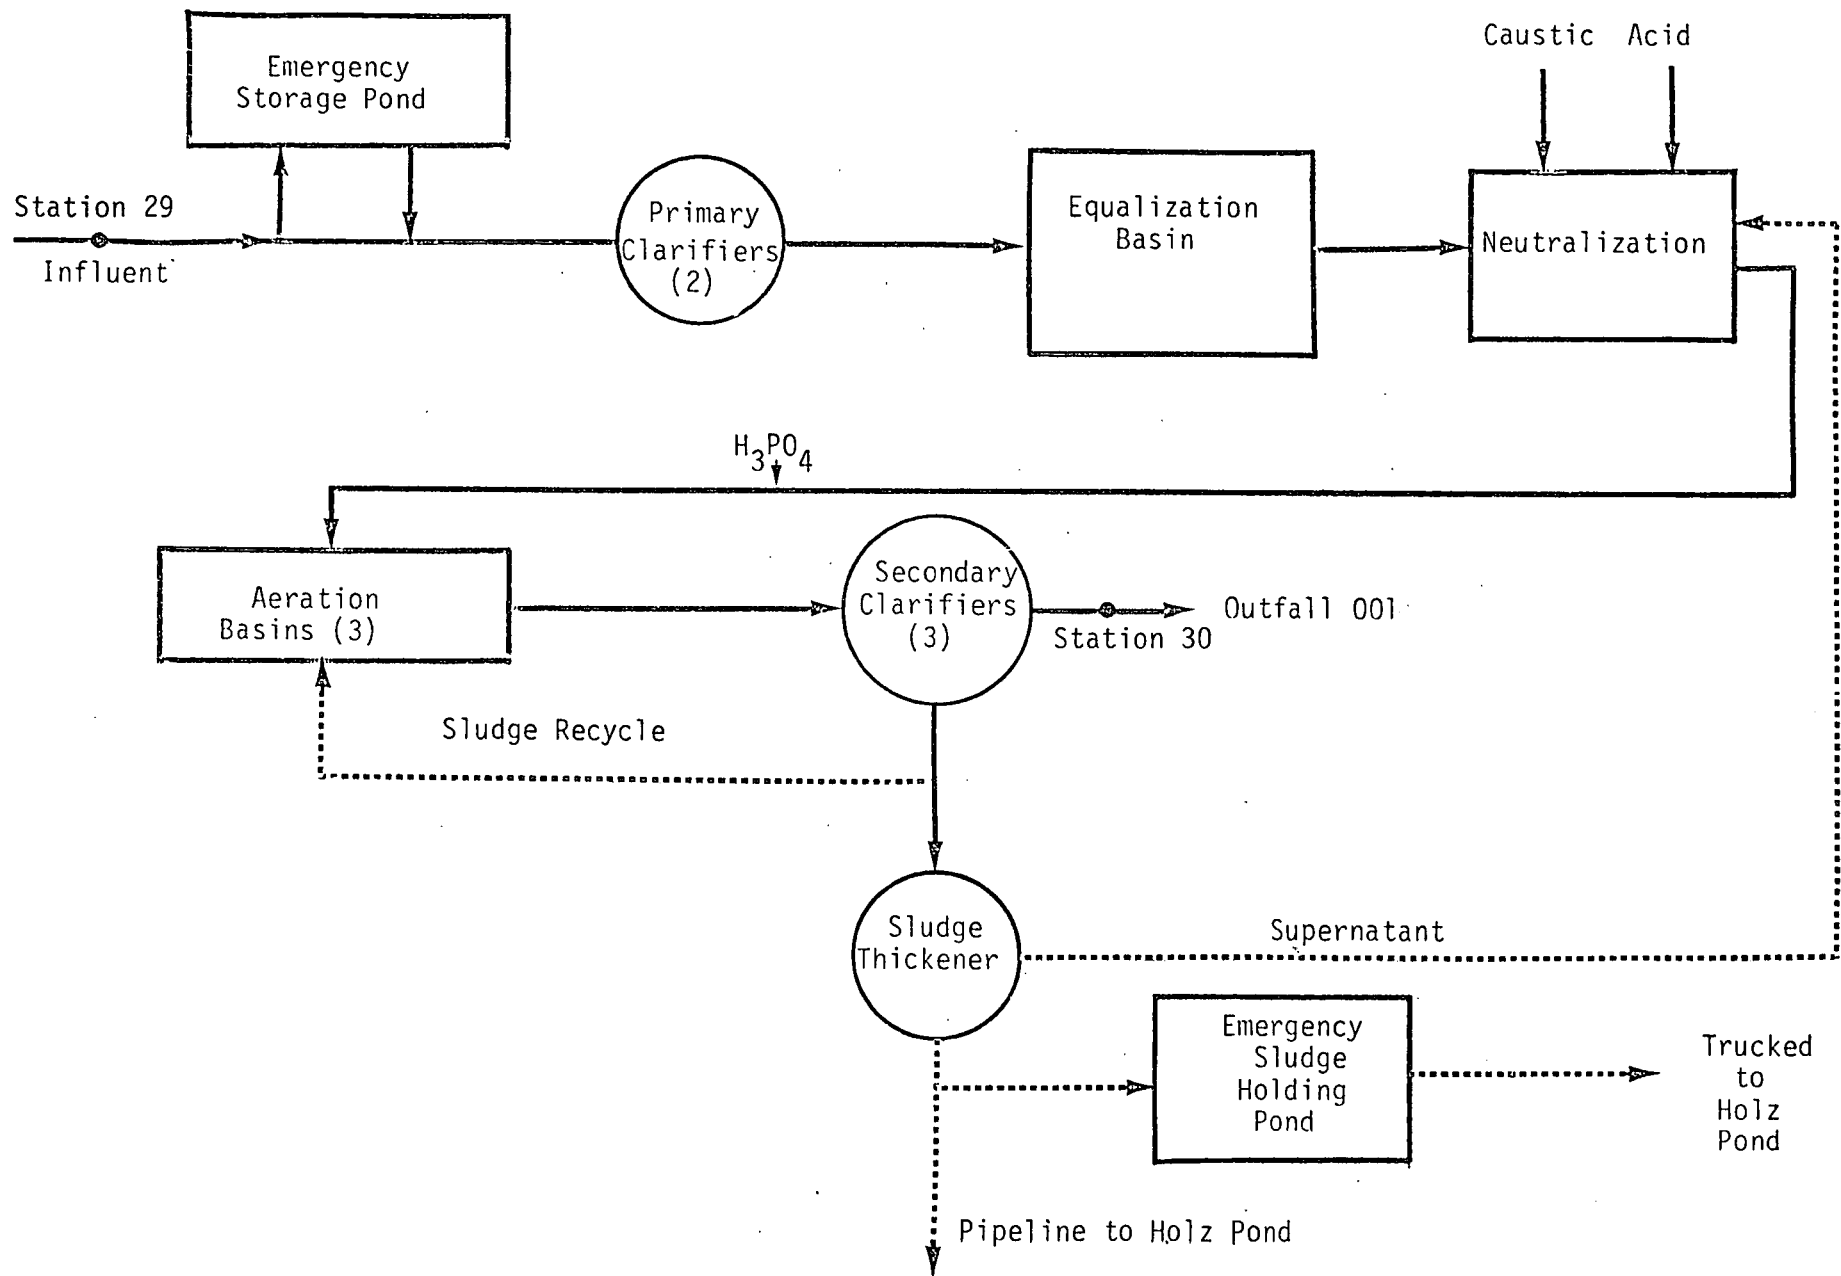 Caustic Acid
Emergency
Storage Pond
Station 29
Influent
Primary
Clarifiers
(2)
Equalization
Basin
Neutralization
H3PO4
Aeration
Basins (3)
Secondary
Clarifiers
(3)
Outfall 001
Station 30
Sludge Recycle
Sludge
Thickener
Supernatant
Emergency
Sludge
Holding
Pond
Trucked
to
Holz
Pond
Pipeline to Holz Pond